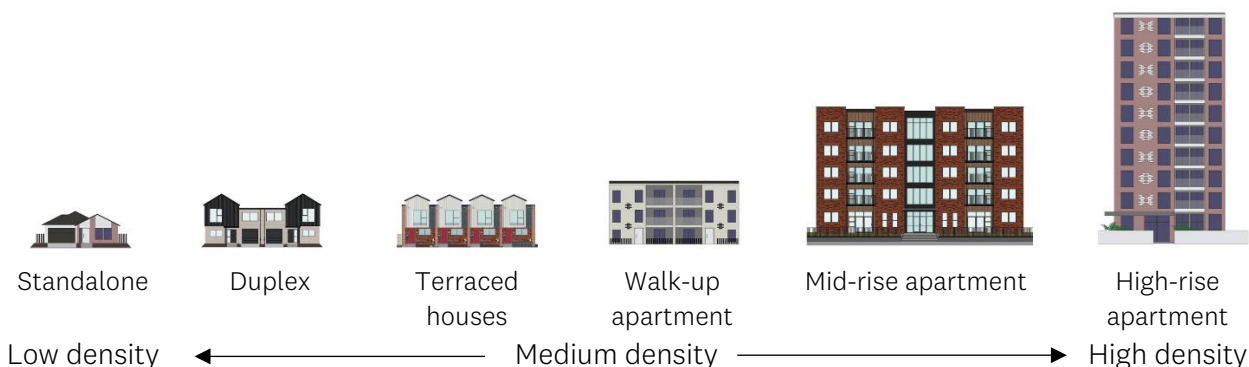 Standalone
Duplex
Terraced
houses
Walk-up
apartment
Mid-rise apartment
High-rise
apartment
Low density
Medium density
High density